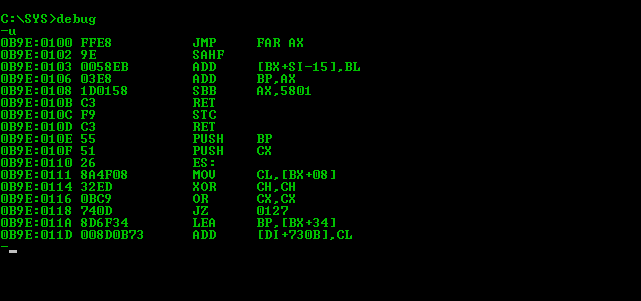 C:\SYS>debug
-u
0B9E:0100 FFE8          JMP     FAR AX
0B9E:0102 9E            SAHF
0B9E:0103 0058EB        ADD     [BX+SI-15],BL
0B9E:0106 03E8          ADD     BP,AX
0B9E:0108 1D0158        SBB     AX,5801
0B9E:010B C3            RET
0B9E:010C F9            STC
0B9E:010D C3            RET
0B9E:010E 55            PUSH    BP
0B9E:010F 51            PUSH    CX
0B9E:0110 26            ES:
0B9E:0111 8A4F08        MOV     CL,[BX+08]
0B9E:0114 32ED          XOR     CH,CH
0B9E:0116 0BC9          OR      CX,CX
0B9E:0118 740D          JZ      0127
0B9E:011A 8D6F34        LEA     BP,[BX+34]
0B9E:011D 008D0B73      ADD     [DI+730B],CL
-_